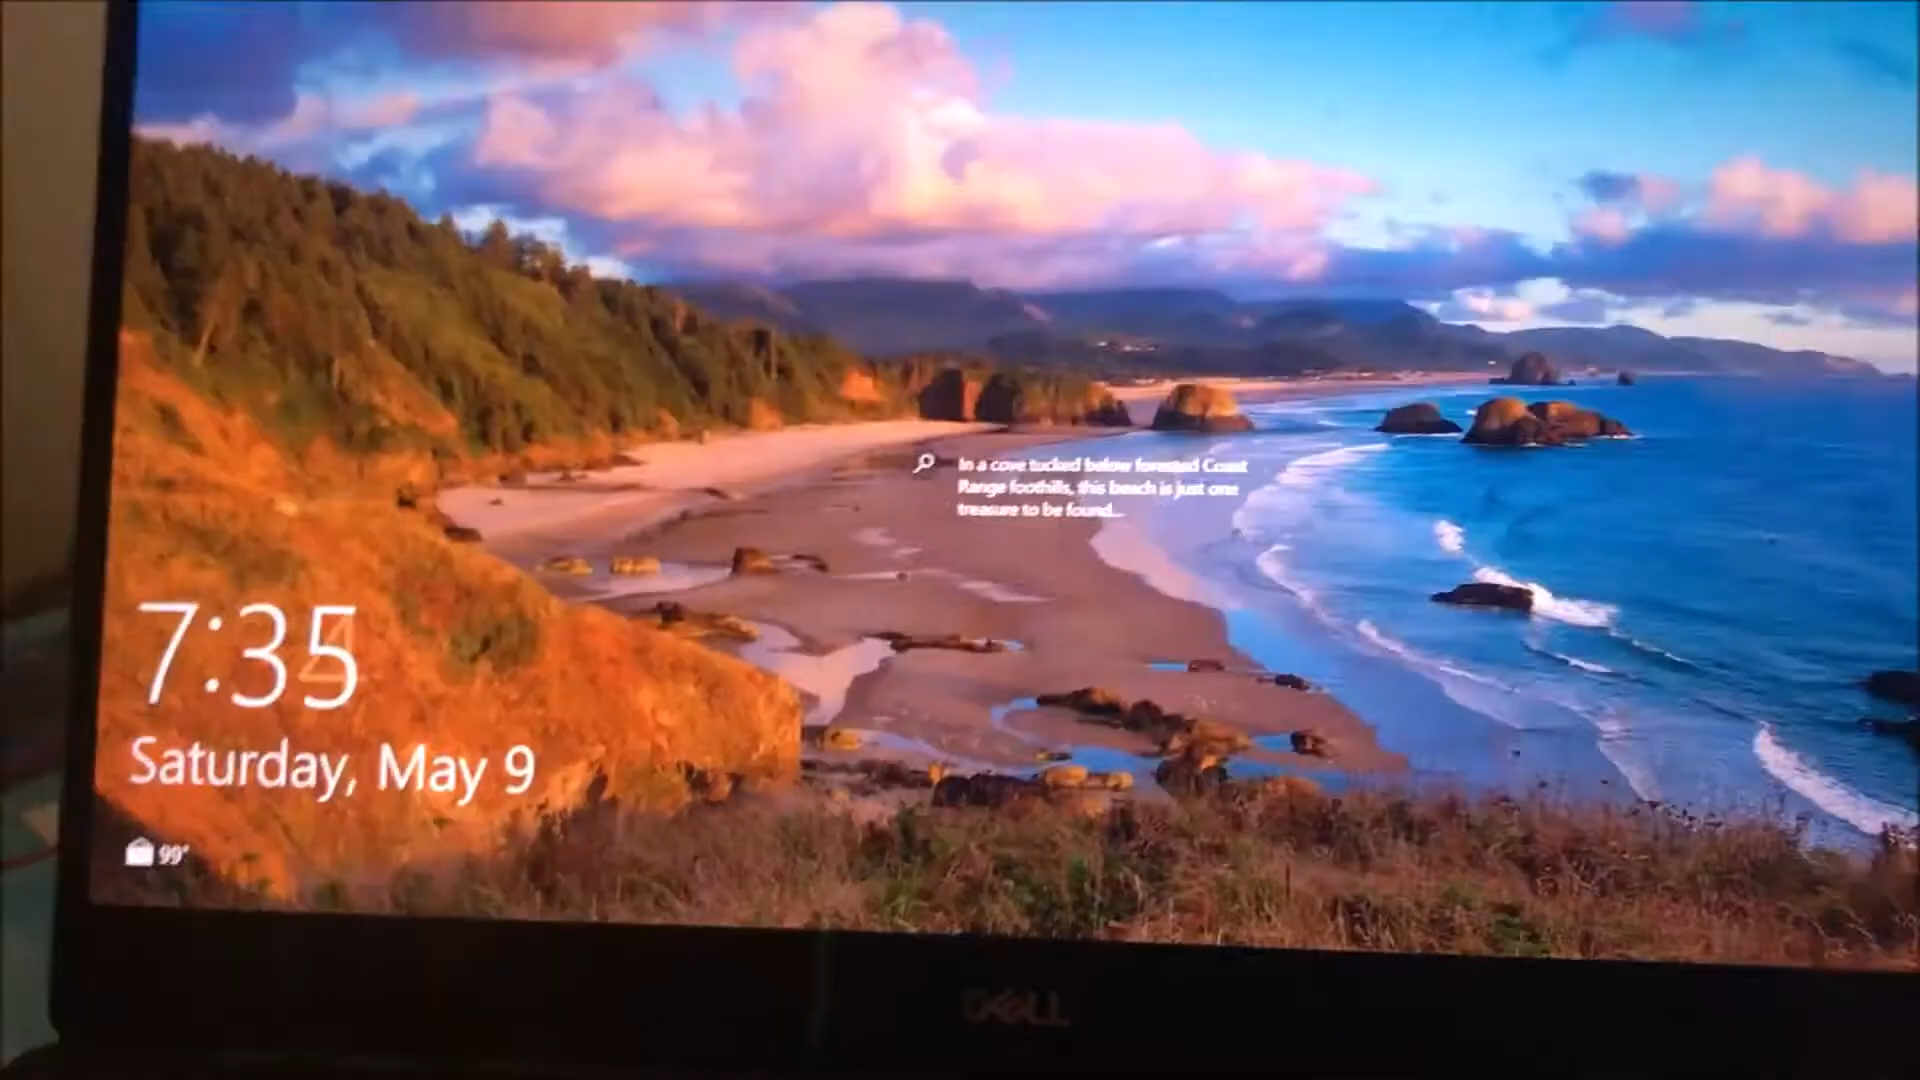 In a cove tucked below forested Coast
Range foothills, this beach is just one
treasure to be found...
7:35
Saturday, May 9
99°
DELL